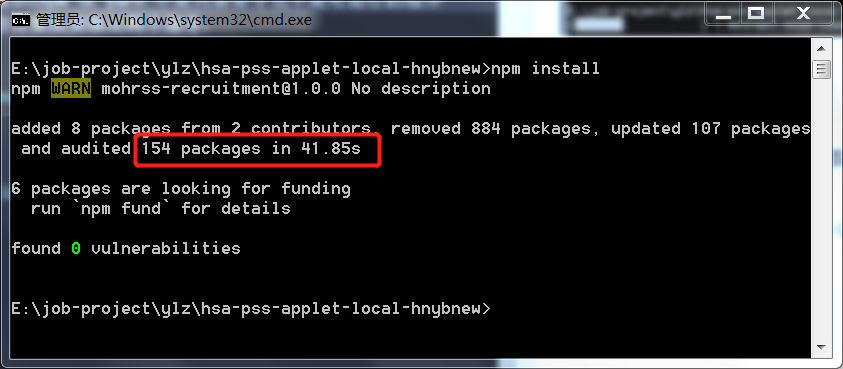 管理员: C:\Windows\system32\cmd.exe
E:\job-project\ylz\hsa-pss-applet-local-hnybnew>npm install
npm WARN mohrss-recruitment@1.0.0 No description
added 8 packages from 2 contributors, removed 884 packages, updated 107 packages
and audited 154 packages in 41.85s
6 packages are looking for funding
run `npm fund` for details
found 0 vulnerabilities
E:\job-project\ylz\hsa-pss-applet-local-hnybnew>